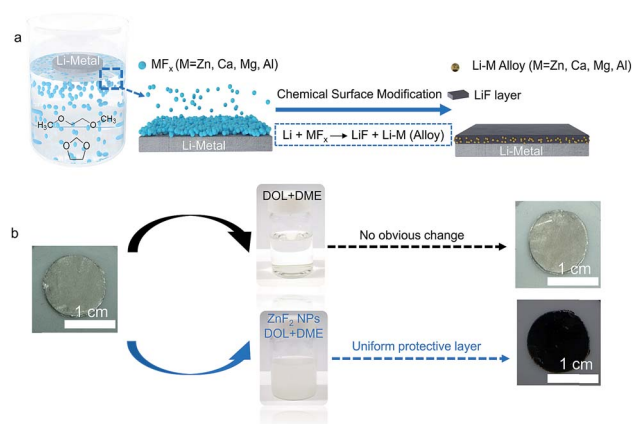 a
Li-Metal
MFx (M=Zn, Ca, Mg, Al)
Li-M Alloy (M=Zn, Ca, Mg, Al)
Chemical Surface Modification
LiF layer
H₃C
O
O
CH₃
O
O
Li + MFx → LiF + Li-M (Alloy)
Li-Metal
Li-Metal
b
DOL+DME
No obvious change
1 cm
1 cm
ZnF₂ NPs
DOL+DME
Uniform protective layer
1 cm